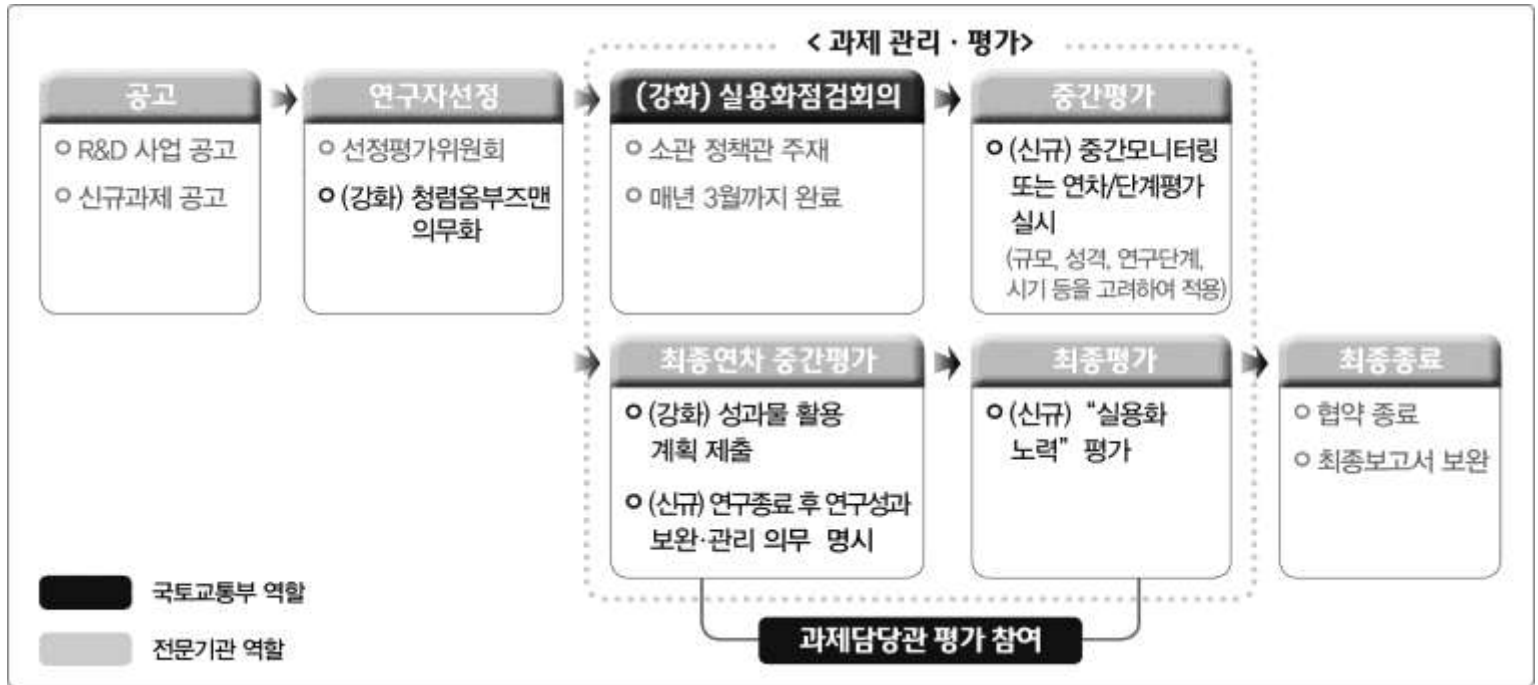 < 과제 관리 · 평가>
공고
R&D 사업 공고
신규과제 공고
연구자선정
선정평가위원회
(강화) 청렴옴부즈맨
의무화
(강화) 실용화점검회의
소관 정책관 주재
매년 3월까지 완료
중간평가
(신규) 중간모니터링
또는 연차/단계평가
실시
(규모, 성격, 연구단계,
시기 등을 고려하여 적용)
최종연차 중간평가
(강화) 성과물 활용
계획 제출
(신규) 연구종료 후 연구성과
보완·관리 의무 명시
최종평가
(신규) “실용화
노력” 평가
최종종료
협약 종료
최종보고서 보완
국토교통부 역할
전문기관 역할
과제담당관 평가 참여